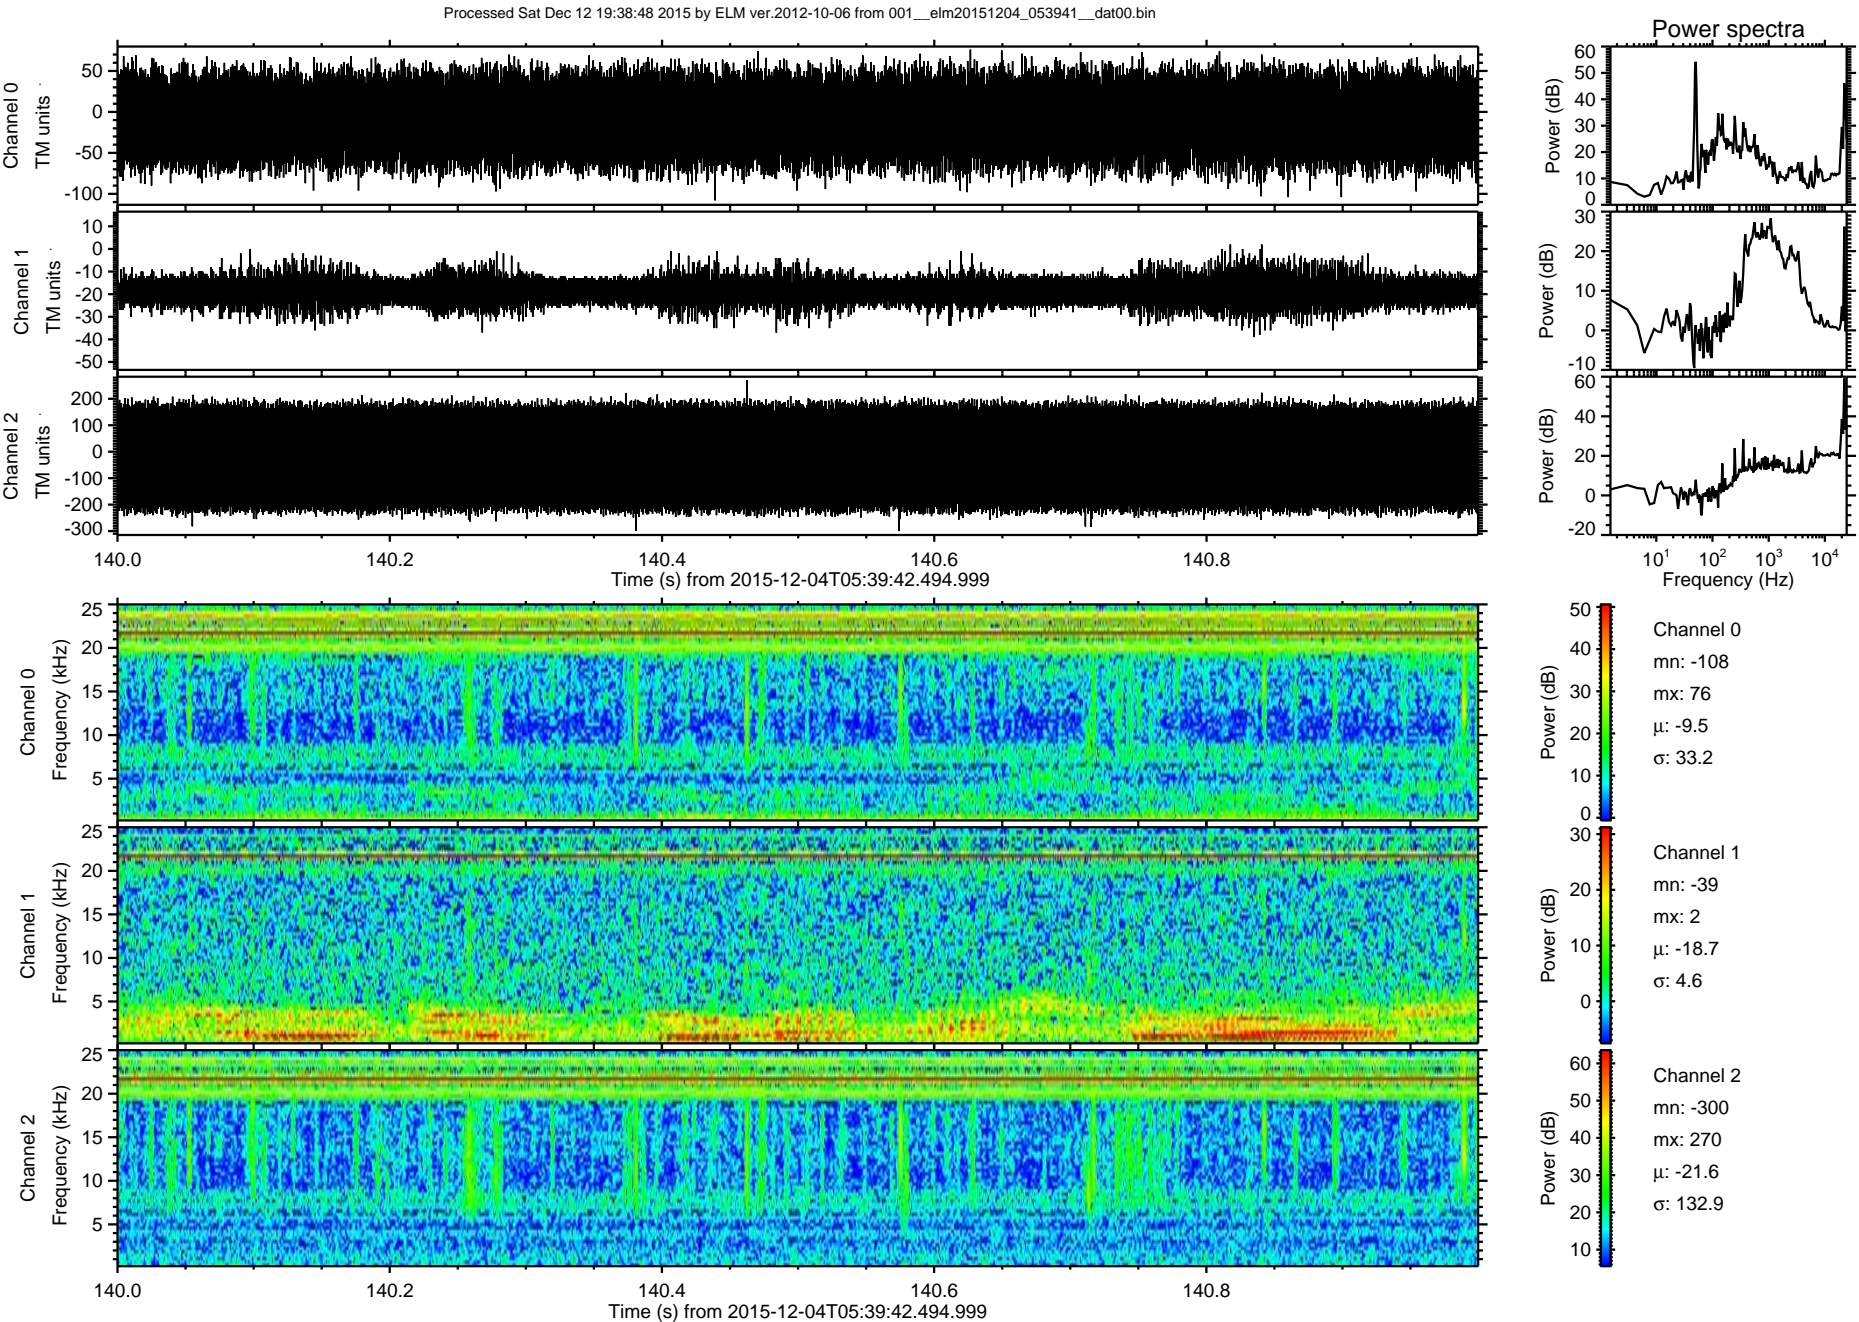 Processed Sat Dec 12 19:38:48 2015 by ELM ver.2012-10-06 from 001__elm20151204_053941__dat00.bin
Power spectra
Channel 0
TM units
50
0
-50
-100
Power (dB)
60
50
40
30
20
10
0
Channel 1
TM units
10
0
-10
-20
-30
-40
-50
Power (dB)
30
20
10
0
-10
Channel 2
TM units
200
100
0
-100
-200
-300
Power (dB)
60
40
20
0
-20
140.0 140.2 140.4 140.6 140.8
Time (s) from 2015-12-04T05:39:42.494.999
10^1 10^2 10^3 10^4
Frequency (Hz)
Channel 0
Frequency (kHz)
25
20
15
10
5
Power (dB)
50
40
30
20
10
0
Channel 0
mn: -108
mx: 76
μ: -9.5
σ: 33.2
Channel 1
Frequency (kHz)
25
20
15
10
5
Power (dB)
30
20
10
0
Channel 1
mn: -39
mx: 2
μ: -18.7
σ: 4.6
Channel 2
Frequency (kHz)
25
20
15
10
5
Power (dB)
60
50
40
30
20
10
Channel 2
mn: -300
mx: 270
μ: -21.6
σ: 132.9
140.0 140.2 140.4 140.6 140.8
Time (s) from 2015-12-04T05:39:42.494.999